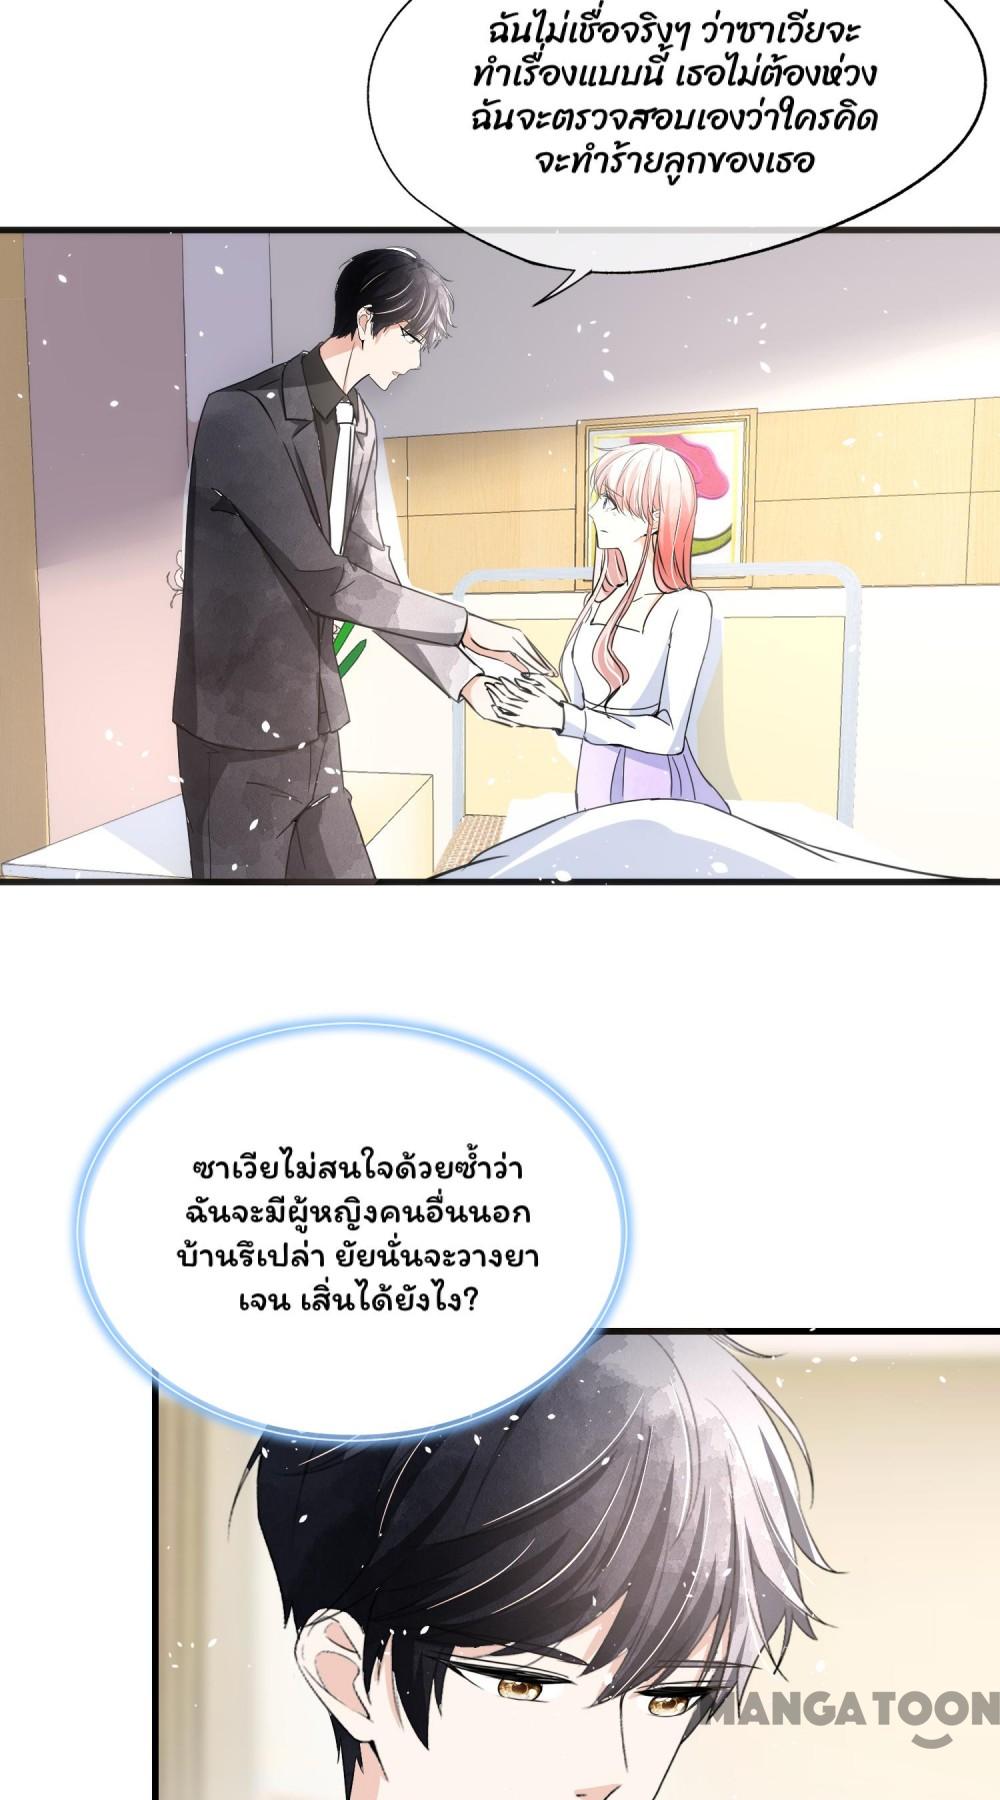 ฉันไม่เชื่อจริงๆ ว่าซาเวียจะ
ทำเรื่องแบบนี้ เธอไม่ต้องห่วง
ฉันจะตรวจสอบเองว่าใครคิด
จะทำร้ายลูกของเธอ
ซาเวียไม่สนใจด้วยซ้ำว่า
ฉันจะมีผู้หญิงคนอื่นนอก
บ้านรึเปล่า ยัยนั่นจะวางยา
เจน เสิ่นได้ยังไง?
MANGATOON